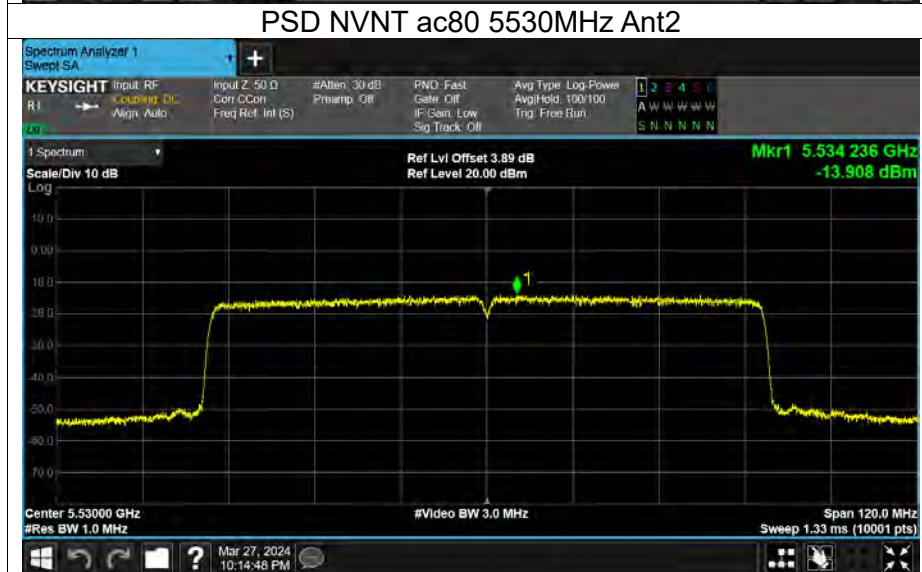 PSD NVNT ac80 5530MHz Ant2
Spectrum Analyzer 1
Swept SA
+
KEYSIGHT Input: RF Input Z: 50 Ω #Atten: 30 dB PNO: Fast Avg Type: Log-Power 1 2 3 4 5 6
Coupling: DC Corr CCorr Preamp: Off Gate: Off Avg|Hold: 100/100 A W W W W W
Align: Auto Freq Ref: Int (S) IF Gain: Low Trig: Free Run
Sig Track: Off S N N N N N
1 Spectrum Ref Lvl Offset 3.89 dB Mkr1 5.534 236 GHz
Scale/Div 10 dB Ref Level 20.00 dBm -13.908 dBm
Log
10.0
0.00
-10.0
1
-20.0
-30.0
-40.0
-50.0
-60.0
-70.0
Center 5.53000 GHz #Video BW 3.0 MHz Span 120.0 MHz
#Res BW 1.0 MHz Sweep 1.33 ms (10001 pts)
? Mar 27, 2024
10:14:48 PM